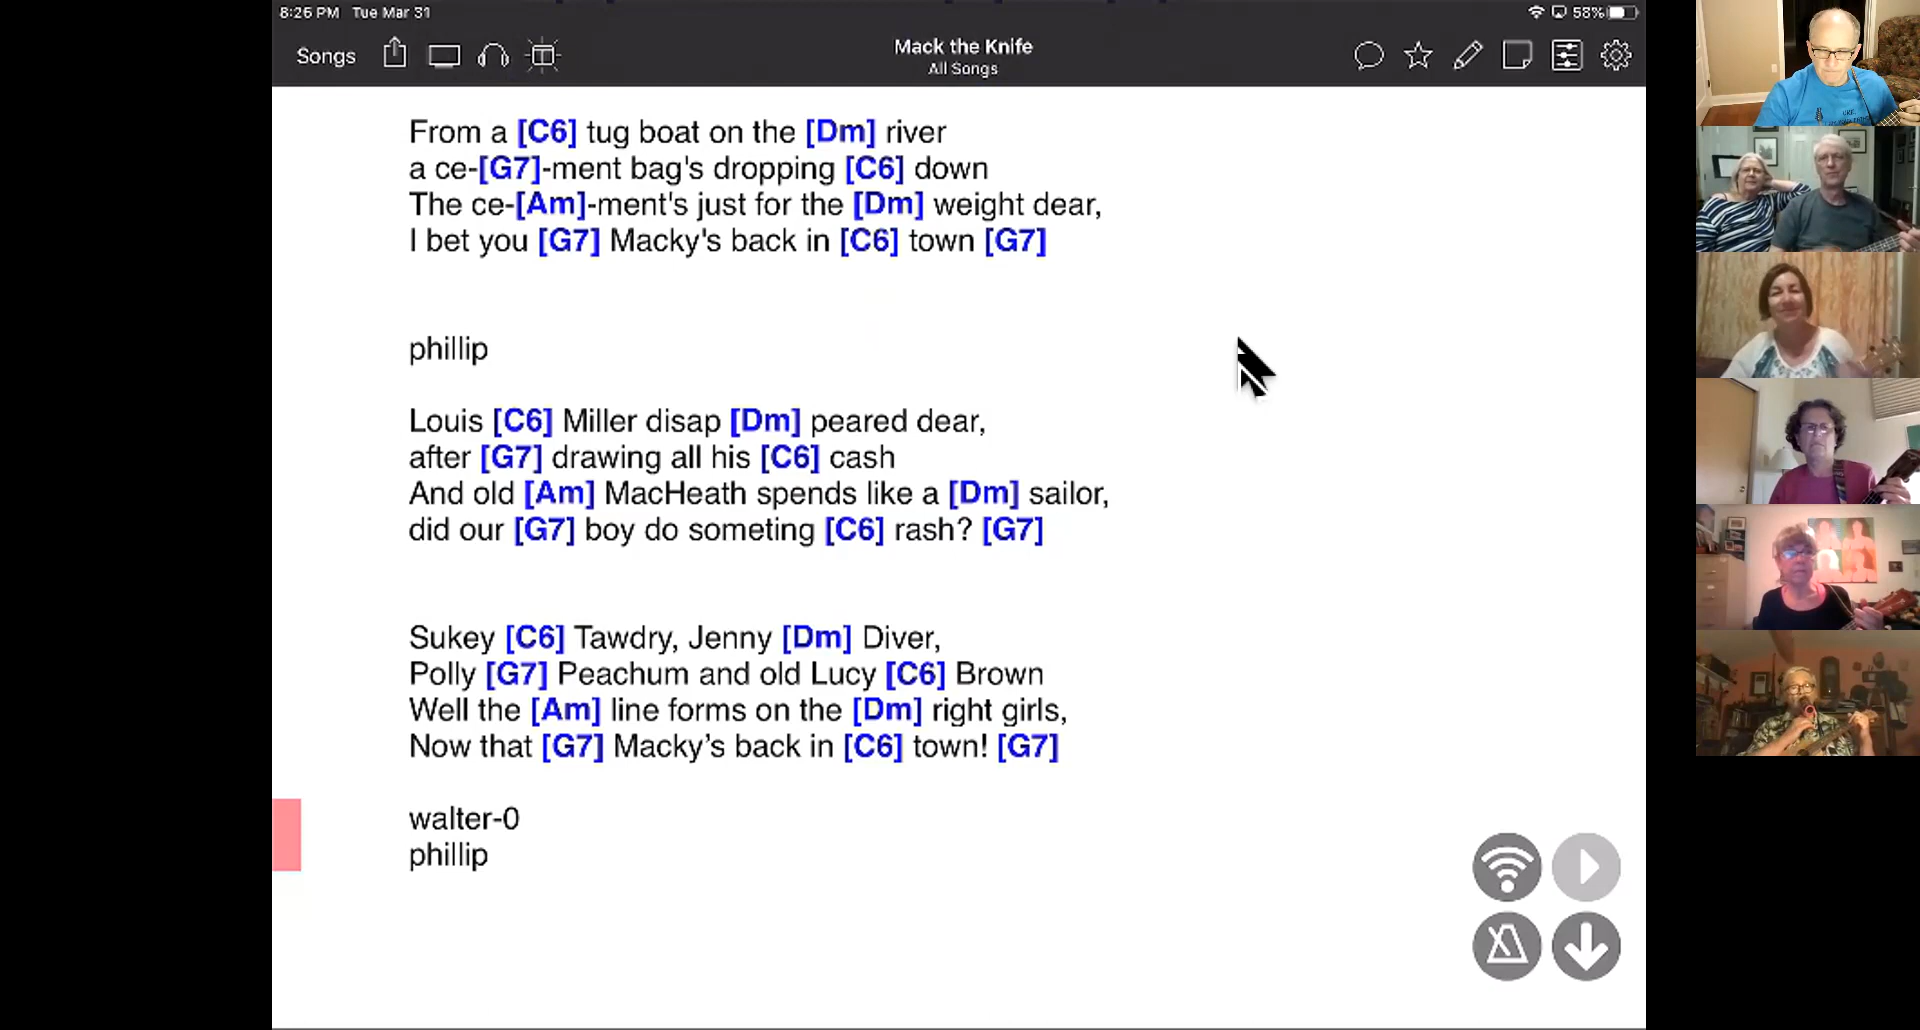 8:26 PM Tue Mar 31
58%
Songs
Mack the Knife
All Songs
From a [C6] tug boat on the [Dm] river
a ce-[G7]-ment bag's dropping [C6] down
The ce-[Am]-ment's just for the [Dm] weight dear,
I bet you [G7] Macky's back in [C6] town [G7]
phillip
Louis [C6] Miller disap [Dm] peared dear,
after [G7] drawing all his [C6] cash
And old [Am] MacHeath spends like a [Dm] sailor,
did our [G7] boy do someting [C6] rash? [G7]
Sukey [C6] Tawdry, Jenny [Dm] Diver,
Polly [G7] Peachum and old Lucy [C6] Brown
Well the [Am] line forms on the [Dm] right girls,
Now that [G7] Macky’s back in [C6] town! [G7]
walter-0
phillip